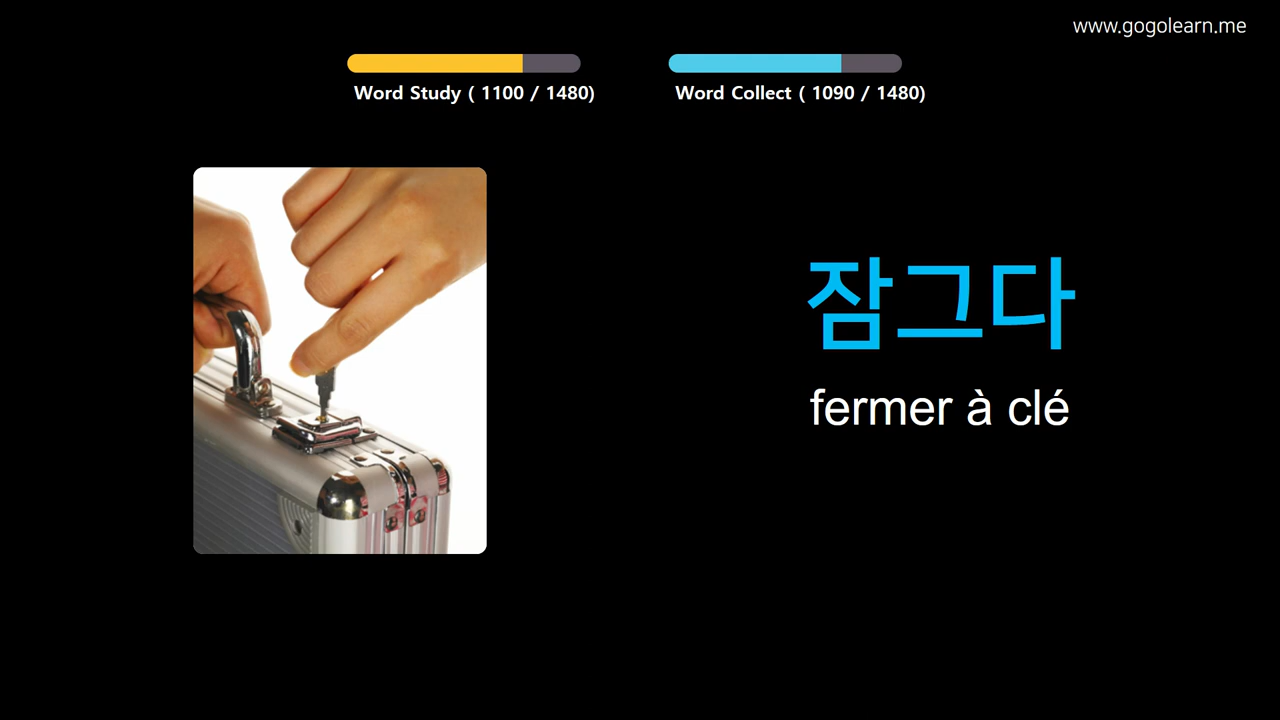 www.gogolearn.me
Word Study ( 1100 / 1480)
Word Collect ( 1090 / 1480)
잠그다
fermer à clé